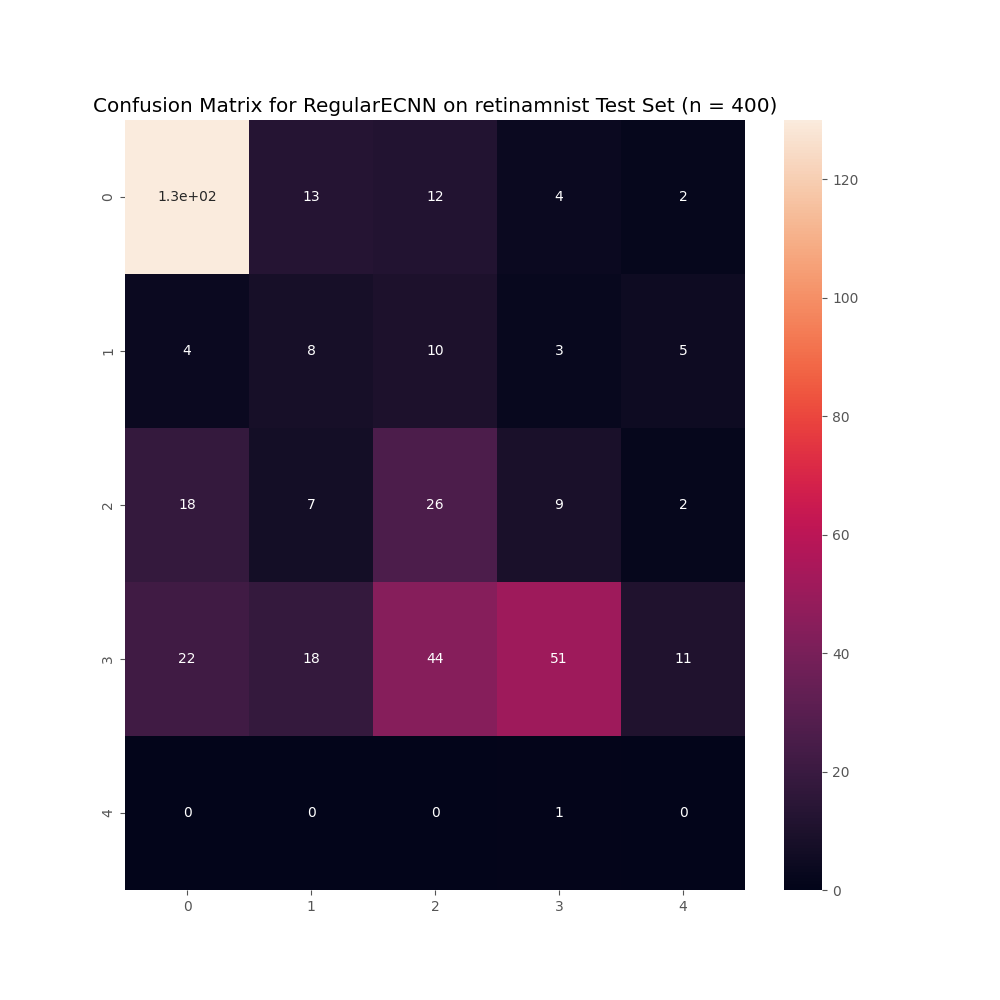 Confusion Matrix for RegularECNN on retinamnist Test Set (n = 400)
0 1.3e+02 13 12 4 2
1 4 8 10 3 5
2 18 7 26 9 2
3 22 18 44 51 11
4 0 0 0 1 0
0 1 2 3 4
120
100
80
60
40
20
0